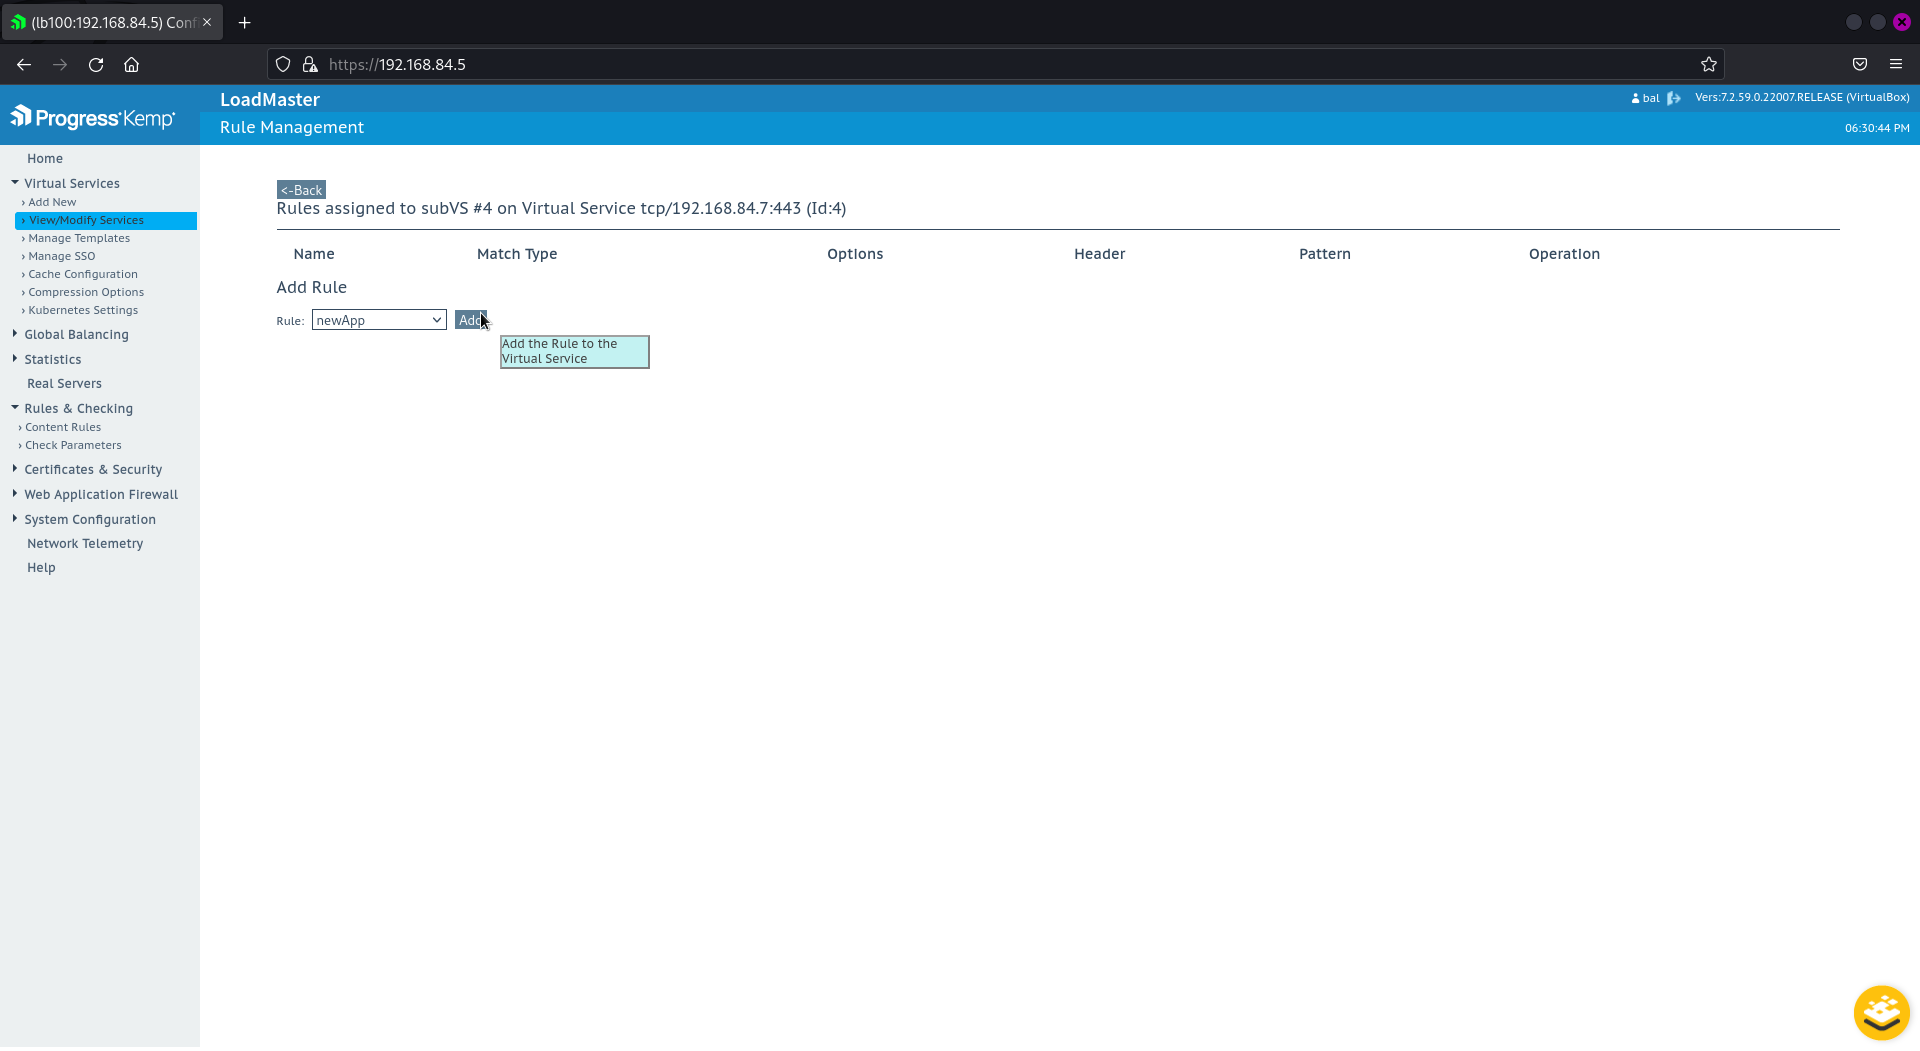 (lb100:192.168.84.5) Conf
https://192.168.84.5
Progress Kemp
LoadMaster
Rule Management
bal
Vers:7.2.59.0.22007.RELEASE (VirtualBox)
06:30:44 PM
Home
Virtual Services
› Add New
› View/Modify Services
› Manage Templates
› Manage SSO
› Cache Configuration
› Compression Options
› Kubernetes Settings
Global Balancing
Statistics
Real Servers
Rules & Checking
› Content Rules
› Check Parameters
Certificates & Security
Web Application Firewall
System Configuration
Network Telemetry
Help
<-Back
Rules assigned to subVS #4 on Virtual Service tcp/192.168.84.7:443 (Id:4)
Name Match Type Options Header Pattern Operation
Add Rule
Rule: newApp Add
Add the Rule to the
Virtual Service